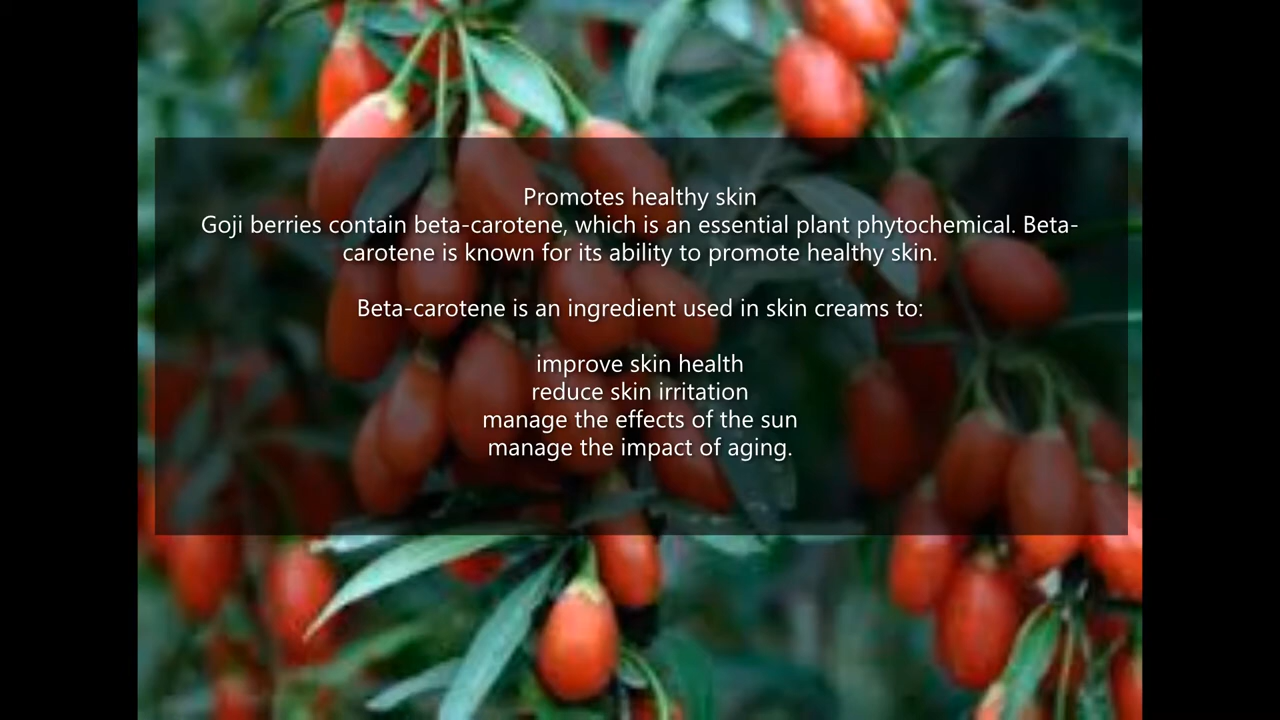 Promotes healthy skin
Goji berries contain beta-carotene, which is an essential plant phytochemical. Beta-
carotene is known for its ability to promote healthy skin.
Beta-carotene is an ingredient used in skin creams to:
improve skin health
reduce skin irritation
manage the effects of the sun
manage the impact of aging.